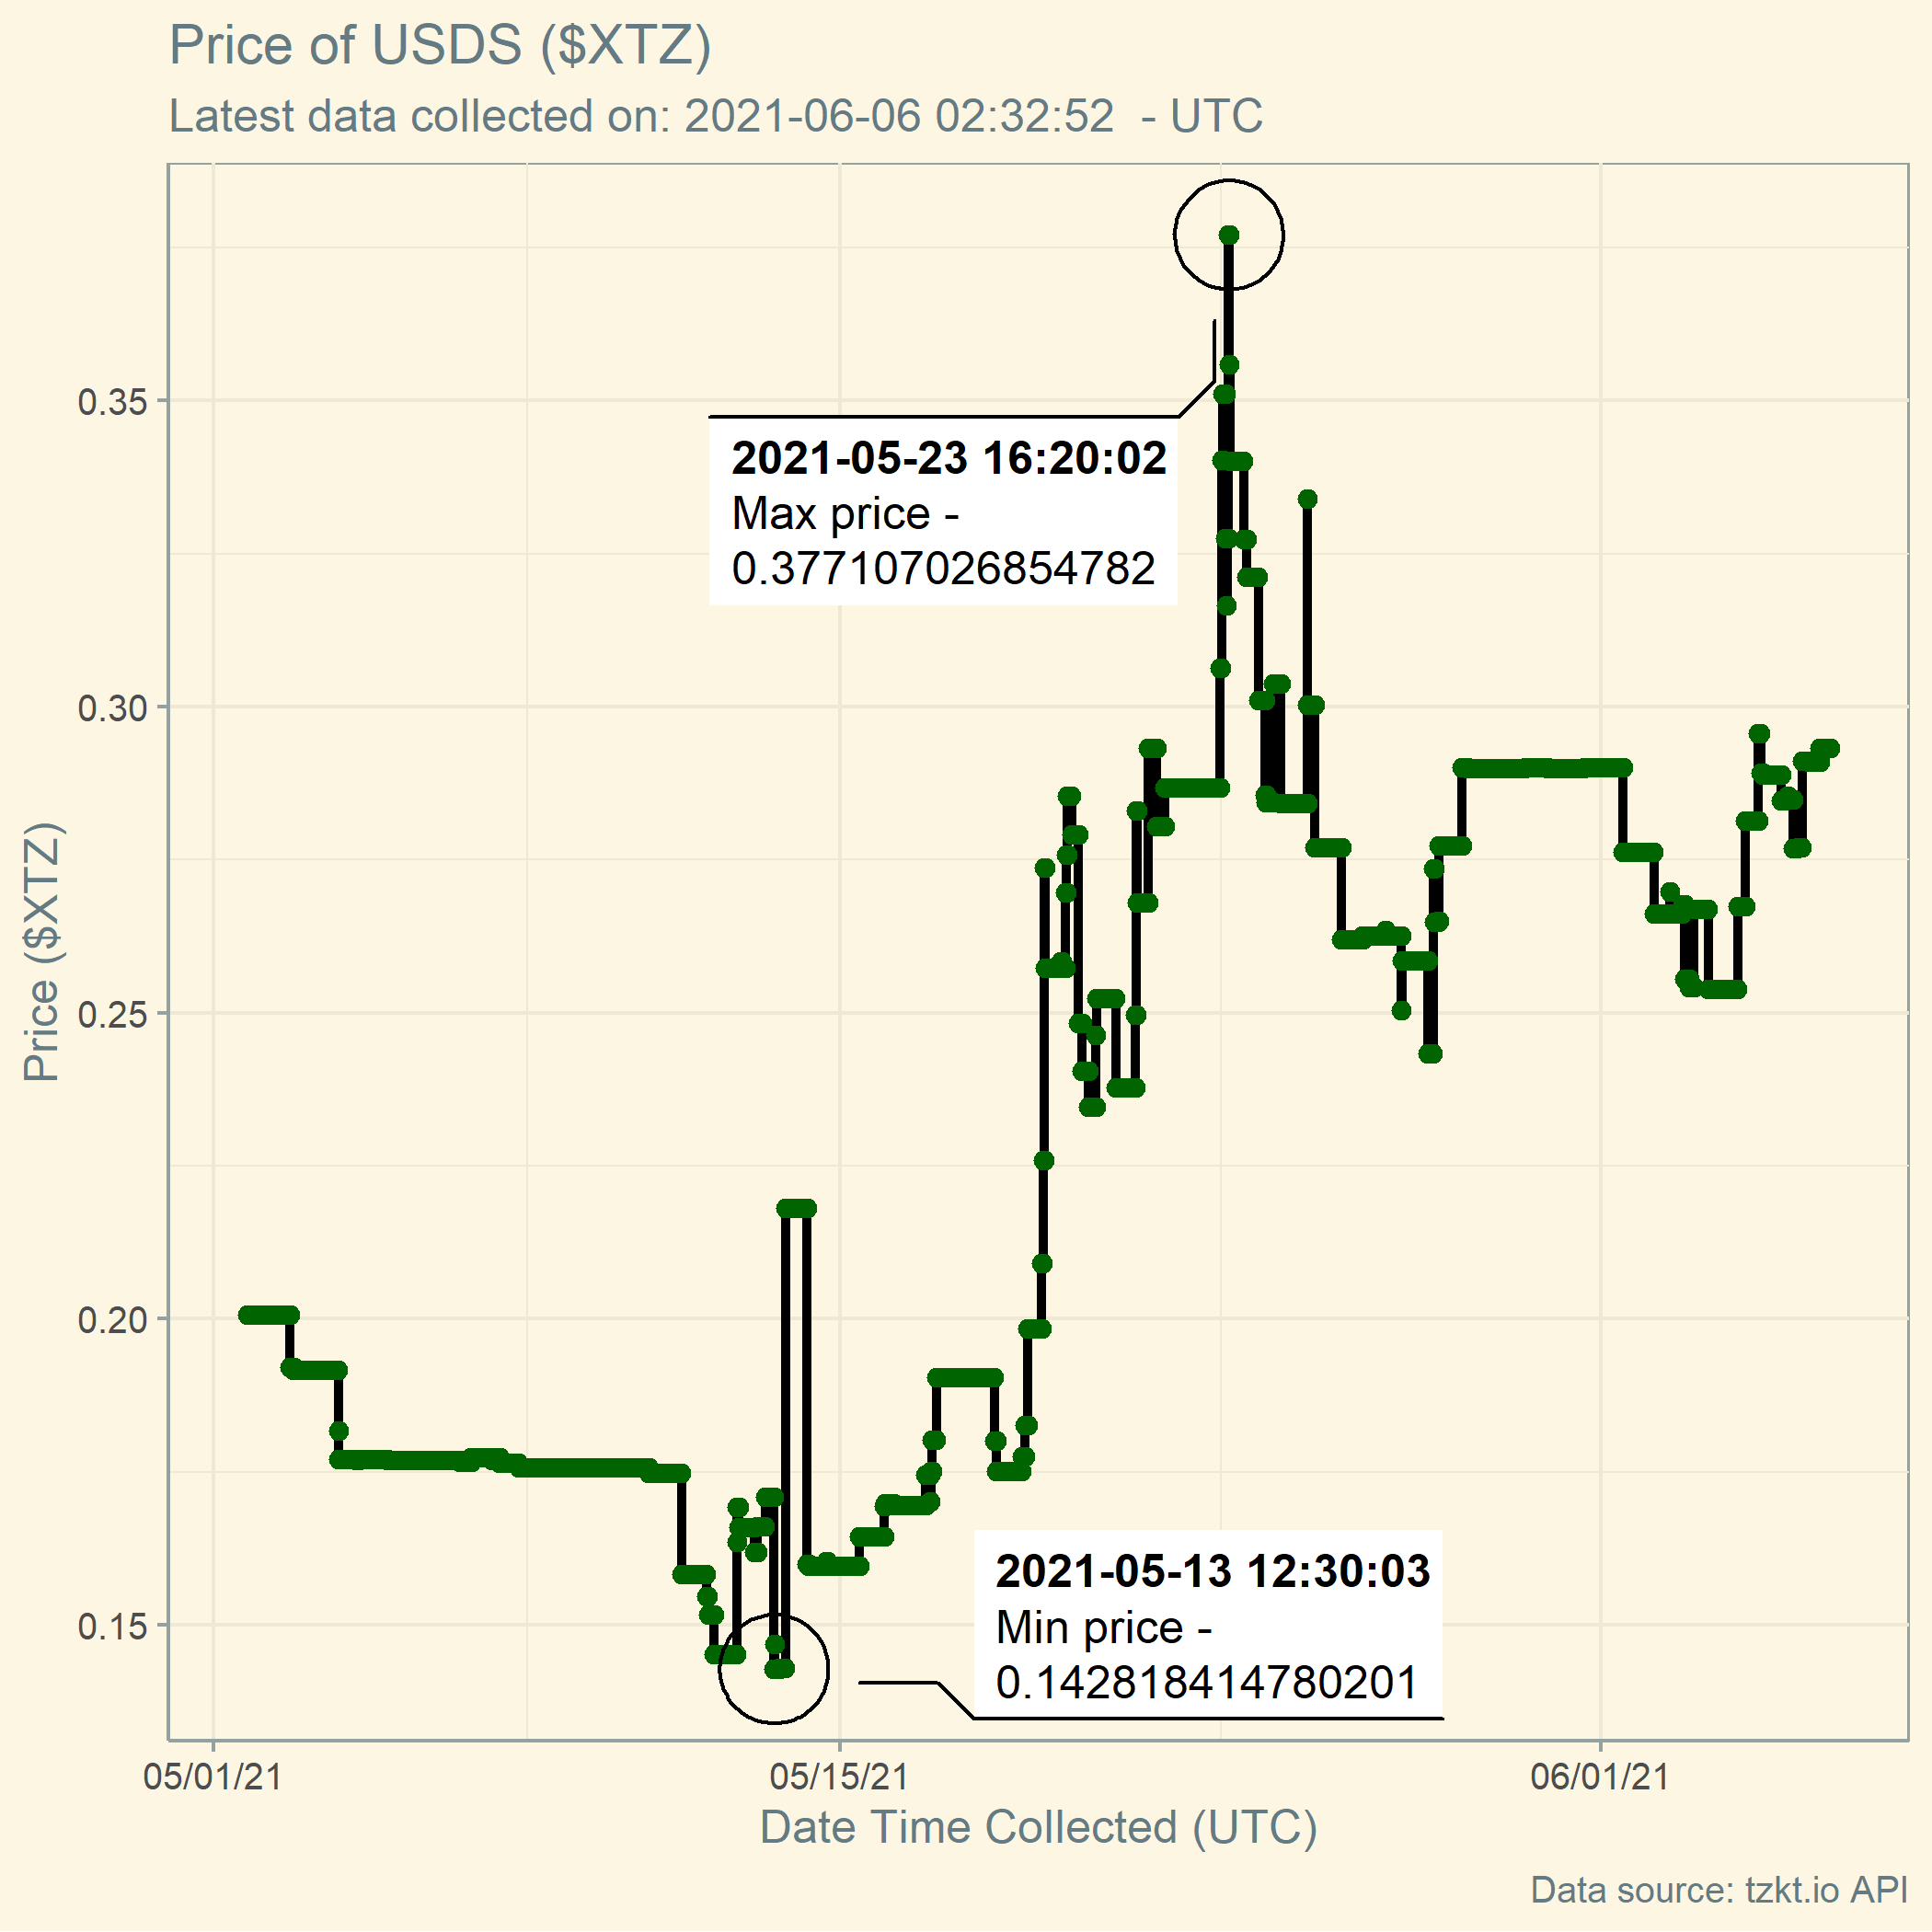 Price of USDS ($XTZ)
Latest data collected on: 2021-06-06 02:32:52  - UTC
0.35
0.30
0.25
0.20
0.15
Price ($XTZ)
2021-05-23 16:20:02
Max price -
0.377107026854782
2021-05-13 12:30:03
Min price -
0.142818414780201
05/01/21
05/15/21
06/01/21
Date Time Collected (UTC)
Data source: tzkt.io API